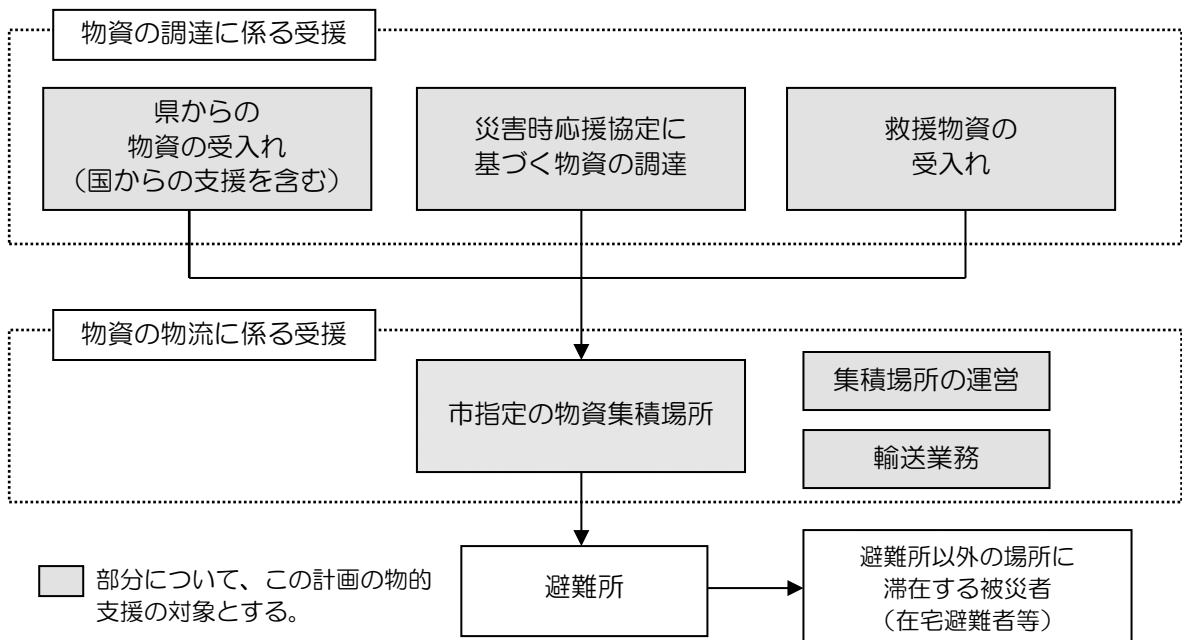 物資の調達に係る受援
県からの
物資の受入れ
（国からの支援を含む）
災害時応援協定に
基づく物資の調達
救援物資の
受入れ
物資の物流に係る受援
市指定の物資集積場所
集積場所の運営
輸送業務
部分について、この計画の物的
支援の対象とする。
避難所
避難所以外の場所に
滞在する被災者
（在宅避難者等）